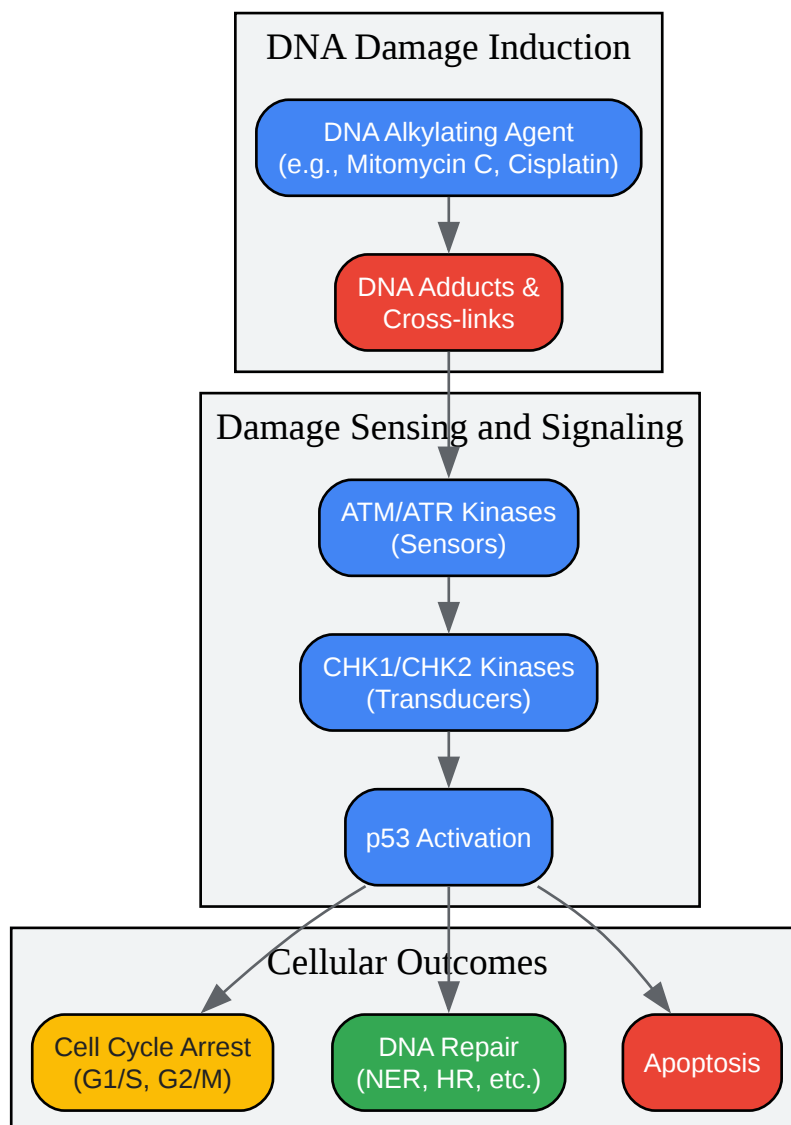 DNA Damage Induction
DNA Alkylating Agent
(e.g., Mitomycin C, Cisplatin)
DNA Adducts &
Cross-links
Damage Sensing and Signaling
ATM/ATR Kinases
(Sensors)
CHK1/CHK2 Kinases
(Transducers)
p53 Activation
Cellular Outcomes
Cell Cycle Arrest
(G1/S, G2/M)
DNA Repair
(NER, HR, etc.)
Apoptosis